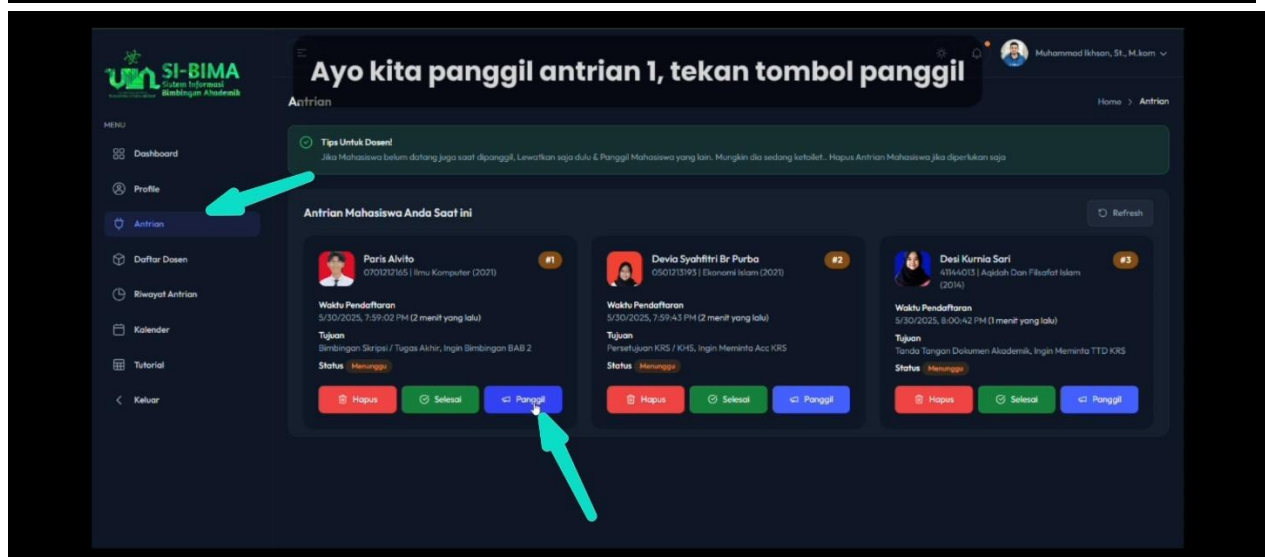 SI-BIMA
Sistem Informasi
Bimbingan Akademik
Ayo kita panggil antrian 1, tekan tombol panggil
Muhammad Ikhsan, St., M.kom
Antrian
Home > Antrian
MENU
Dashboard
Profile
Antrian
Daftar Dosen
Riwayat Antrian
Kalender
Tutorial
Keluar
Tips Untuk Dosen!
Jika Mahasiswa belum datang juga saat dipanggil, Lewatkan saja dulu & Panggil Mahasiswa yang lain. Mungkin dia sedang ketoilet.. Hapus Antrian Mahasiswa jika diperlukan saja
Antrian Mahasiswa Anda Saat ini
Refresh
Paris Alvito
#1
0701212165 | Ilmu Komputer (2021)
Waktu Pendaftaran
5/30/2025, 7:59:02 PM (2 menit yang lalu)
Tujuan
Bimbingan Skripsi / Tugas Akhir, Ingin Bimbingan BAB 2
Status Menunggu
Hapus Selesai Panggil
Devia Syahfitri Br Purba
#2
0501213193 | Ekonomi Islam (2021)
Waktu Pendaftaran
5/30/2025, 7:59:43 PM (2 menit yang lalu)
Tujuan
Persetujuan KRS / KHS, Ingin Meminta Acc KRS
Status Menunggu
Hapus Selesai Panggil
Desi Kurnia Sari
#3
41144013 | Aqidah Dan Filsafat Islam
(2014)
Waktu Pendaftaran
5/30/2025, 8:00:42 PM (1 menit yang lalu)
Tujuan
Tanda Tangan Dokumen Akademik, Ingin Meminta TTD KRS
Status Menunggu
Hapus Selesai Panggil